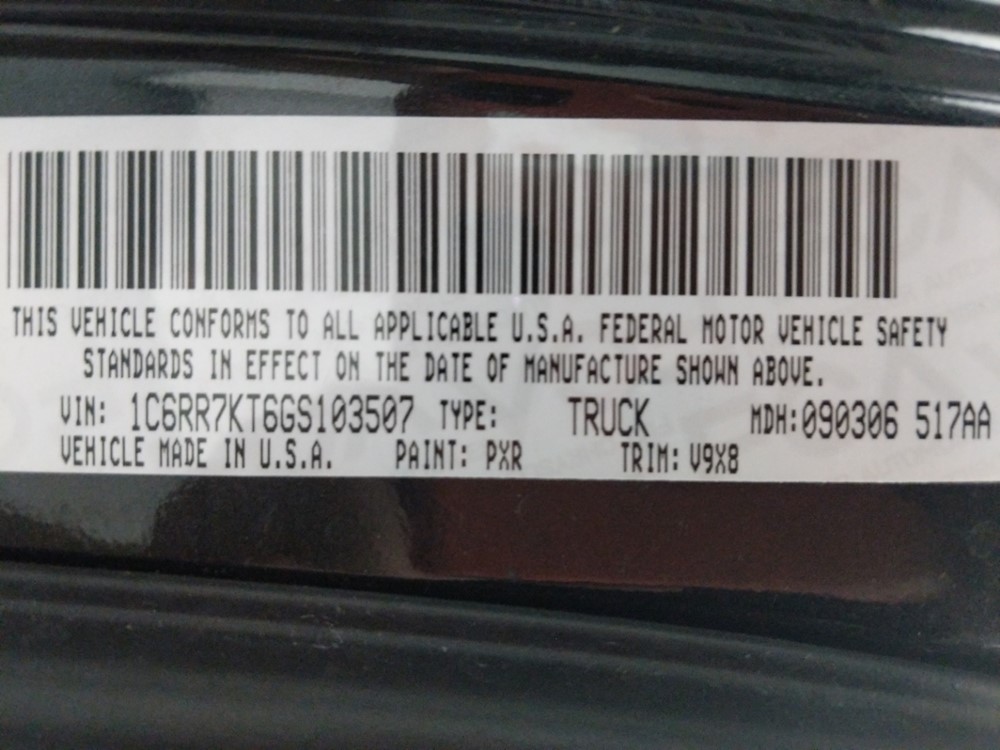 THIS VEHICLE CONFORMS TO ALL APPLICABLE U.S.A. FEDERAL MOTOR VEHICLE SAFETY
STANDARDS IN EFFECT ON THE DATE OF MANUFACTURE SHOWN ABOVE.
VIN: 1C6RR7KT6GS103507 TYPE: TRUCK MDH:090306 517AA
VEHICLE MADE IN U.S.A. PAINT: PXR TRIM: V9X8